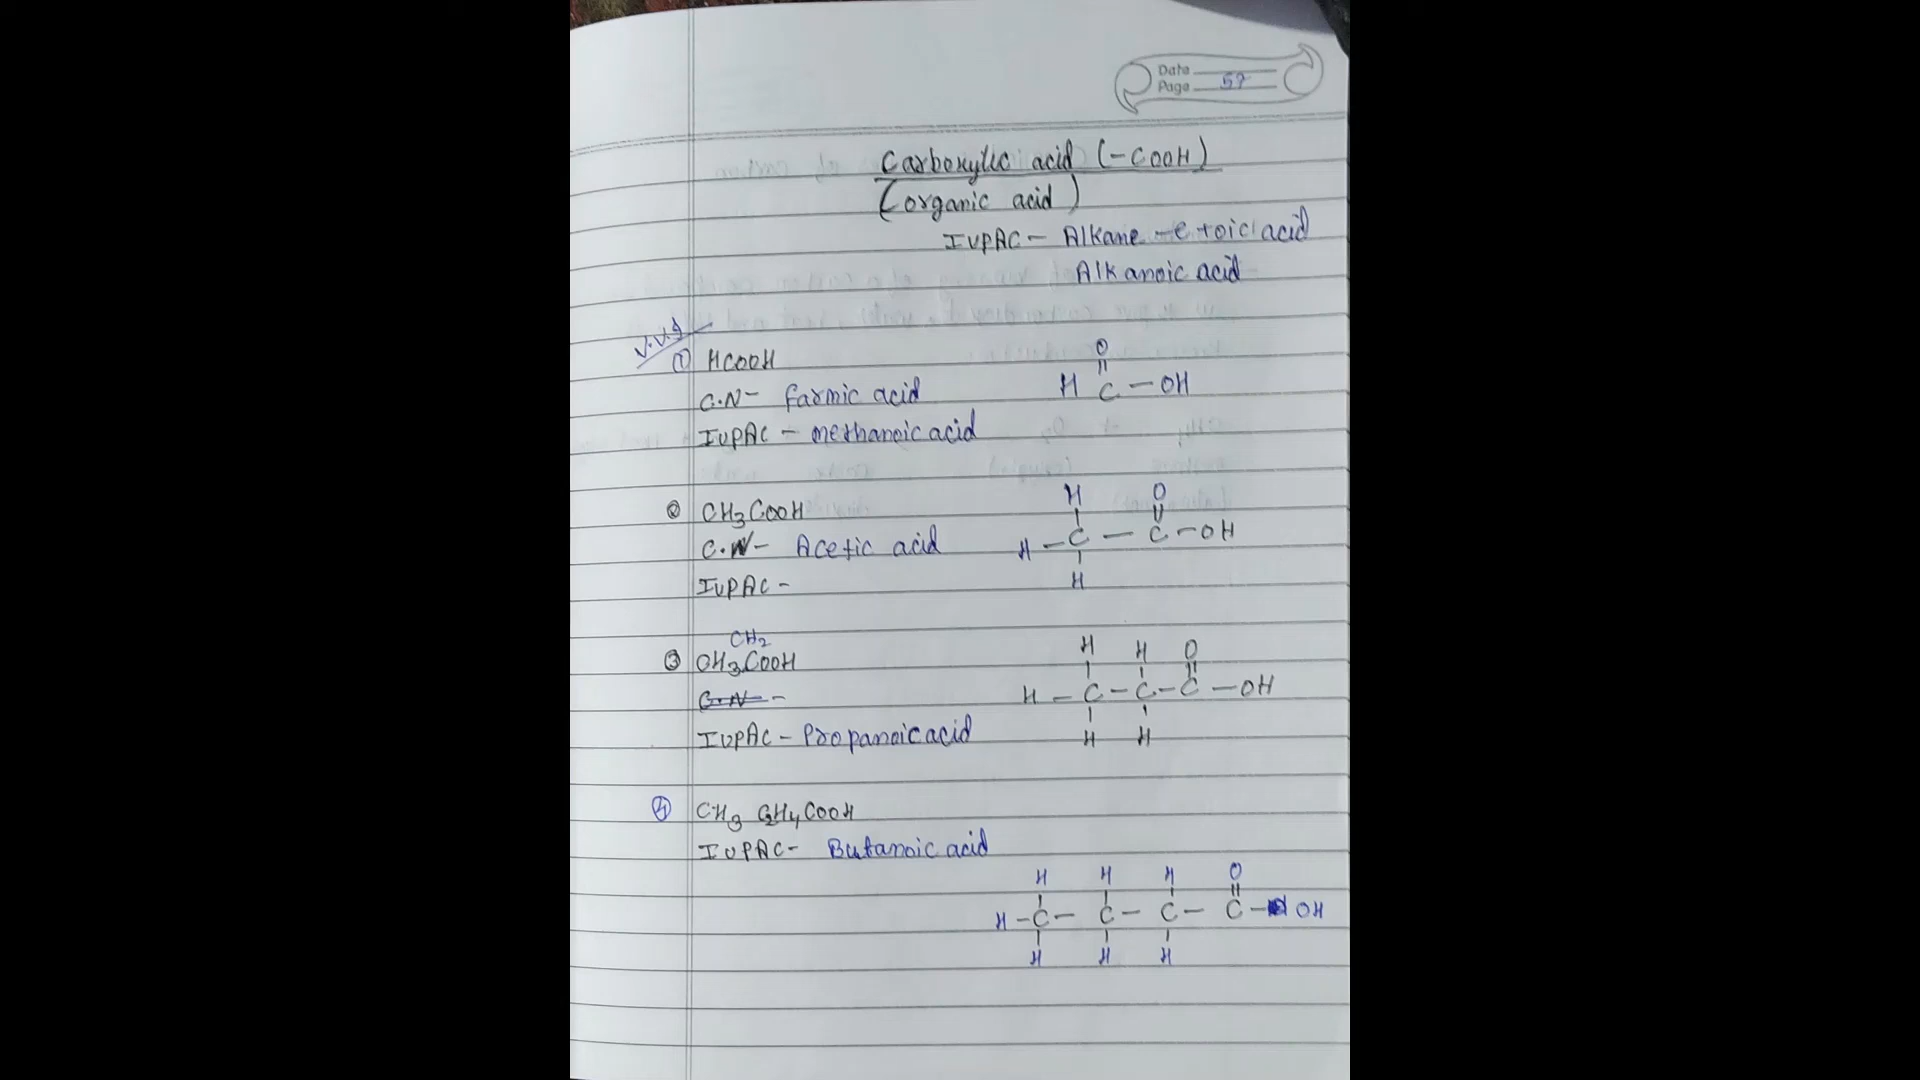 Date
Page 57
Carboxylic acid (-COOH)
(organic acid)
IUPAC - Alkane -e + oic acid
Alkanoic acid
V.V.I
① HCOOH
C.N- farmic acid
IUPAC - methanoic acid
O
H C - OH
② CH3COOH
C.N- Acetic acid
IUPAC -
H O
H - C - C - OH
H
CH2
③ CH3COOH
C.N -
IUPAC - Propanoic acid
H H O
H - C - C - C - OH
H H
④ CH3 C2H4COOH
IUPAC- Butanoic acid
H H H O
H - C - C - C - C - OH
H H H